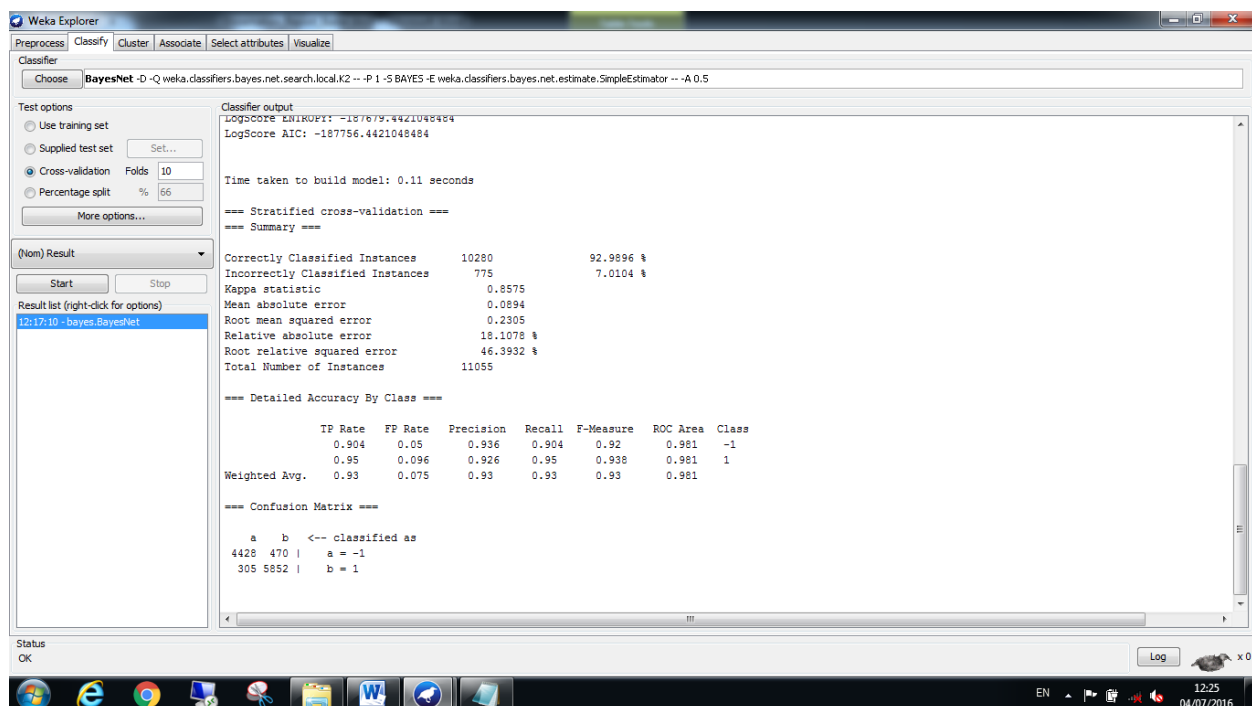 Weka Explorer
Preprocess Classify Cluster Associate Select attributes Visualize
Classifier
Choose BayesNet -D -Q weka.classifiers.bayes.net.search.local.K2 -- -P 1 -S BAYES -E weka.classifiers.bayes.net.estimate.SimpleEstimator -- -A 0.5
Test options
Use training set
Supplied test set Set...
Cross-validation Folds 10
Percentage split % 66
More options...
(Nom) Result
Start Stop
Result list (right-click for options)
12:17:10 - bayes.BayesNet
Classifier output
LogScore ENTROPY: -187679.4421048484
LogScore AIC: -187756.4421048484
Time taken to build model: 0.11 seconds
=== Stratified cross-validation ===
=== Summary ===
Correctly Classified Instances 10280 92.9896 %
Incorrectly Classified Instances 775 7.0104 %
Kappa statistic 0.8575
Mean absolute error 0.0894
Root mean squared error 0.2305
Relative absolute error 18.1078 %
Root relative squared error 46.3932 %
Total Number of Instances 11055
=== Detailed Accuracy By Class ===
TP Rate FP Rate Precision Recall F-Measure ROC Area Class
0.904 0.05 0.936 0.904 0.92 0.981 -1
0.95 0.096 0.926 0.95 0.938 0.981 1
Weighted Avg. 0.93 0.075 0.93 0.93 0.93 0.981
=== Confusion Matrix ===
a b <-- classified as
4428 470 | a = -1
305 5852 | b = 1
Status
OK
Log x 0
EN 12:25
04/07/2016